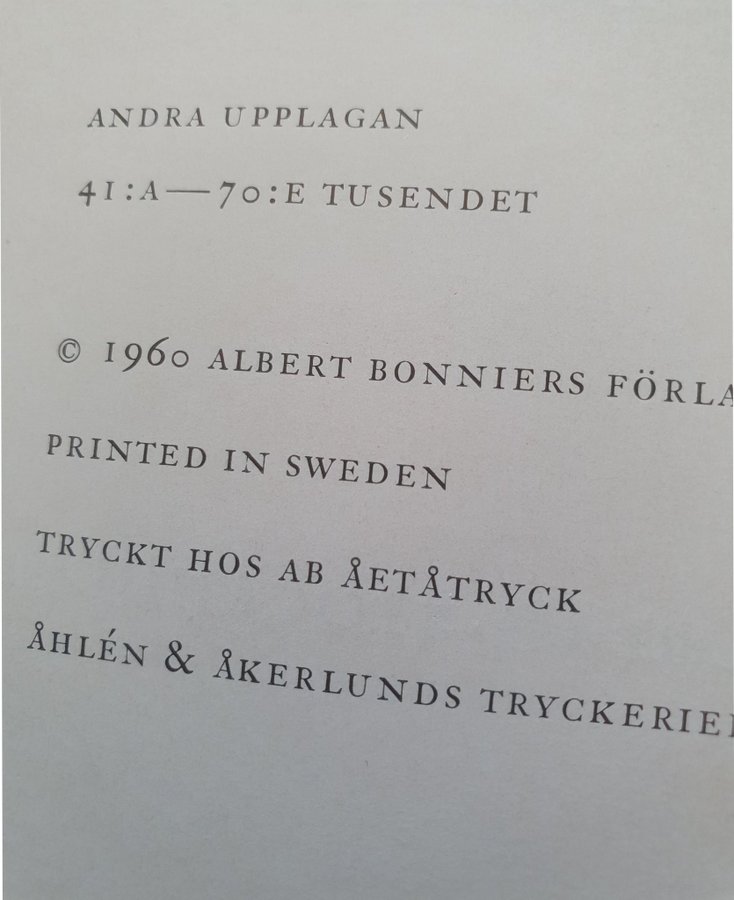 ANDRA UPPLAGAN
41:A—70:E TUSENDET
© 1960 ALBERT BONNIERS FÖRLA
PRINTED IN SWEDEN
TRYCKT HOS AB ÅETÅTRYCK
ÅHLÉN & ÅKERLUNDS TRYCKERIE